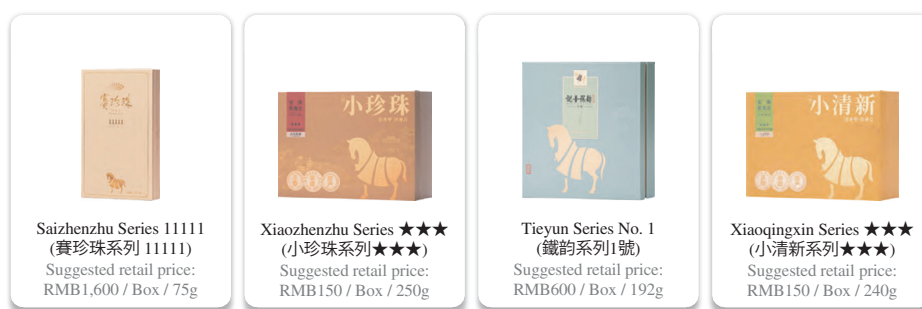 賽珍珠
11111
小珍珠
小清新
Saizhenzhu Series 11111
(賽珍珠系列 11111)
Suggested retail price:
RMB1,600 / Box / 75g
Xiaozhenzhu Series ★★★
(小珍珠系列★★★)
Suggested retail price:
RMB150 / Box / 250g
Tieyun Series No. 1
(鐵韵系列1號)
Suggested retail price:
RMB600 / Box / 192g
Xiaoqingxin Series ★★★
(小清新系列★★★)
Suggested retail price:
RMB150 / Box / 240g